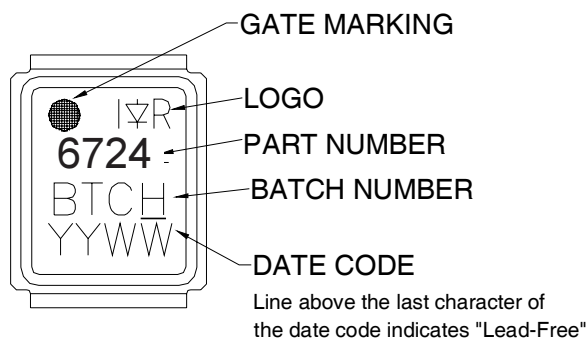 GATE MARKING
I R
LOGO
6724
PART NUMBER
BTCH
BATCH NUMBER
YYWW
DATE CODE
Line above the last character of
the date code indicates "Lead-Free"